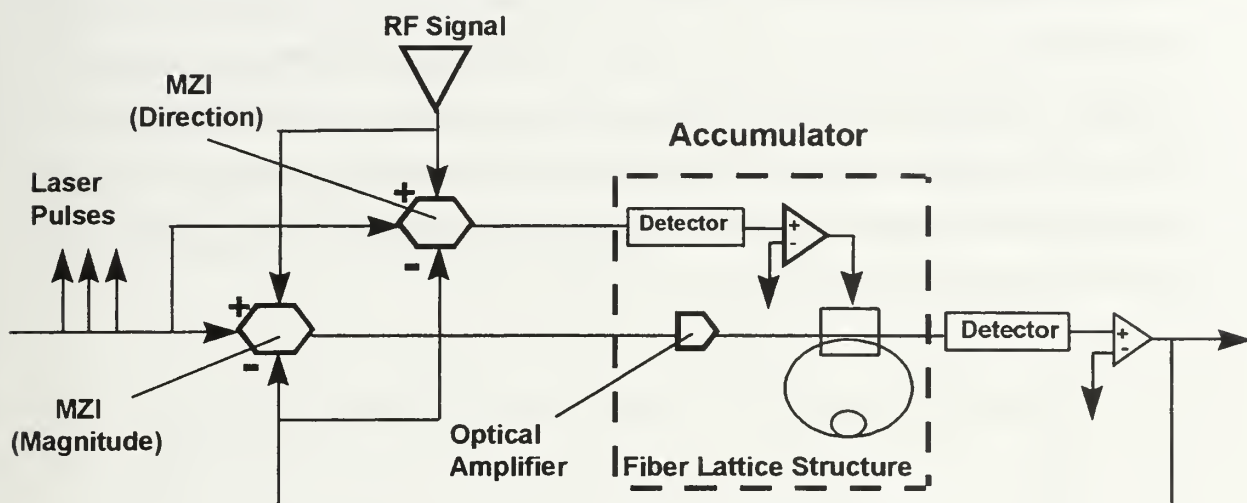 RF Signal
MZI
(Direction)
Accumulator
Laser
Pulses
+
-
Detector
+
-
+
-
Detector
+
-
MZI
(Magnitude)
Optical
Amplifier
Fiber Lattice Structure